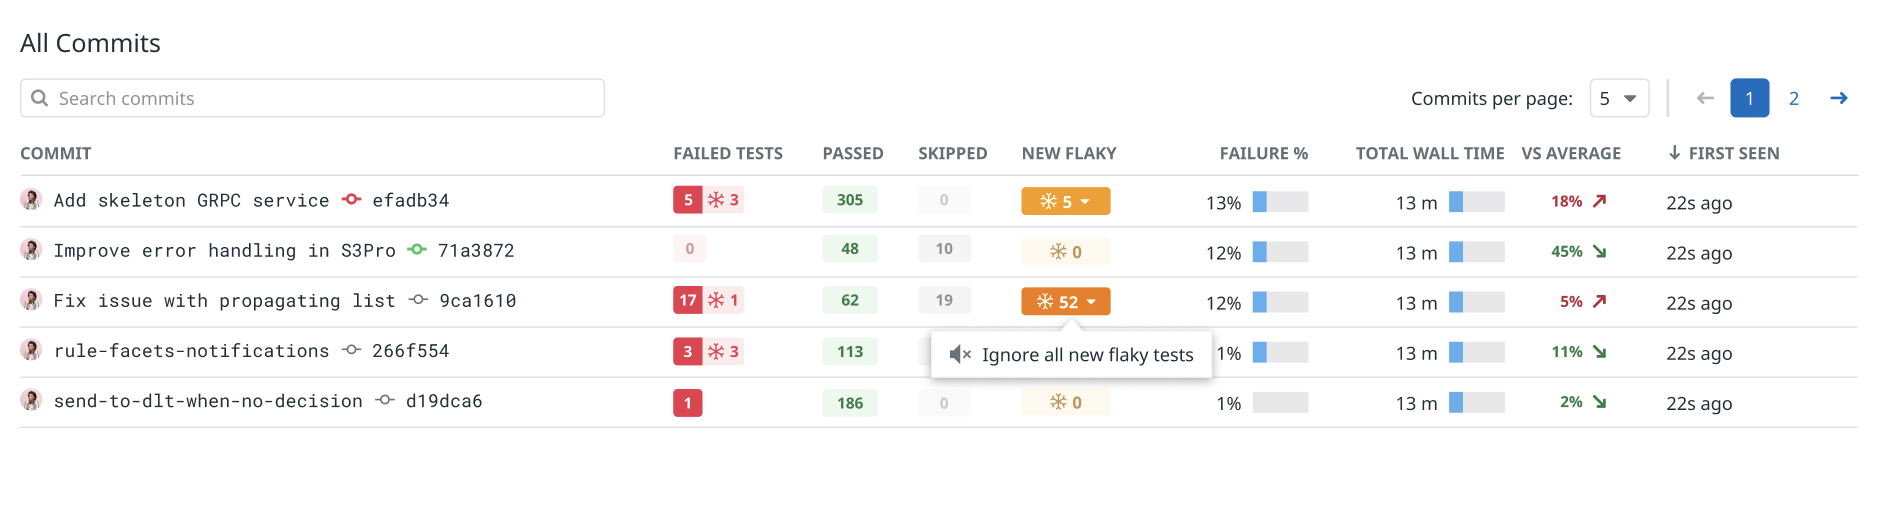 All Commits
Search commits
Commits per page: 5 1 2
COMMIT FAILED TESTS PASSED SKIPPED NEW FLAKY FAILURE % TOTAL WALL TIME VS AVERAGE FIRST SEEN
Add skeleton GRPC service efadb34 5 3 305 0 5 13% 13 m 18% 22s ago
Improve error handling in S3Pro 71a3872 0 48 10 0 12% 13 m 45% 22s ago
Fix issue with propagating list 9ca1610 17 1 62 19 52 12% 13 m 5% 22s ago
rule-facets-notifications 266f554 3 3 113 Ignore all new flaky tests 1% 13 m 11% 22s ago
send-to-dlt-when-no-decision d19dca6 1 186 0 0 1% 13 m 2% 22s ago